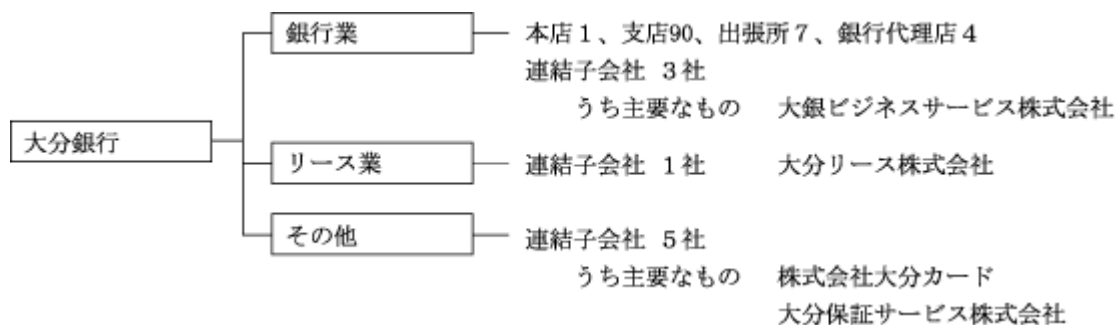 銀行業　本店１、支店90、出張所７、銀行代理店４
連結子会社 ３社
うち主要なもの　大銀ビジネスサービス株式会社
大分銀行
リース業　連結子会社 １社　大分リース株式会社
その他　連結子会社 ５社
うち主要なもの　株式会社大分カード
大分保証サービス株式会社